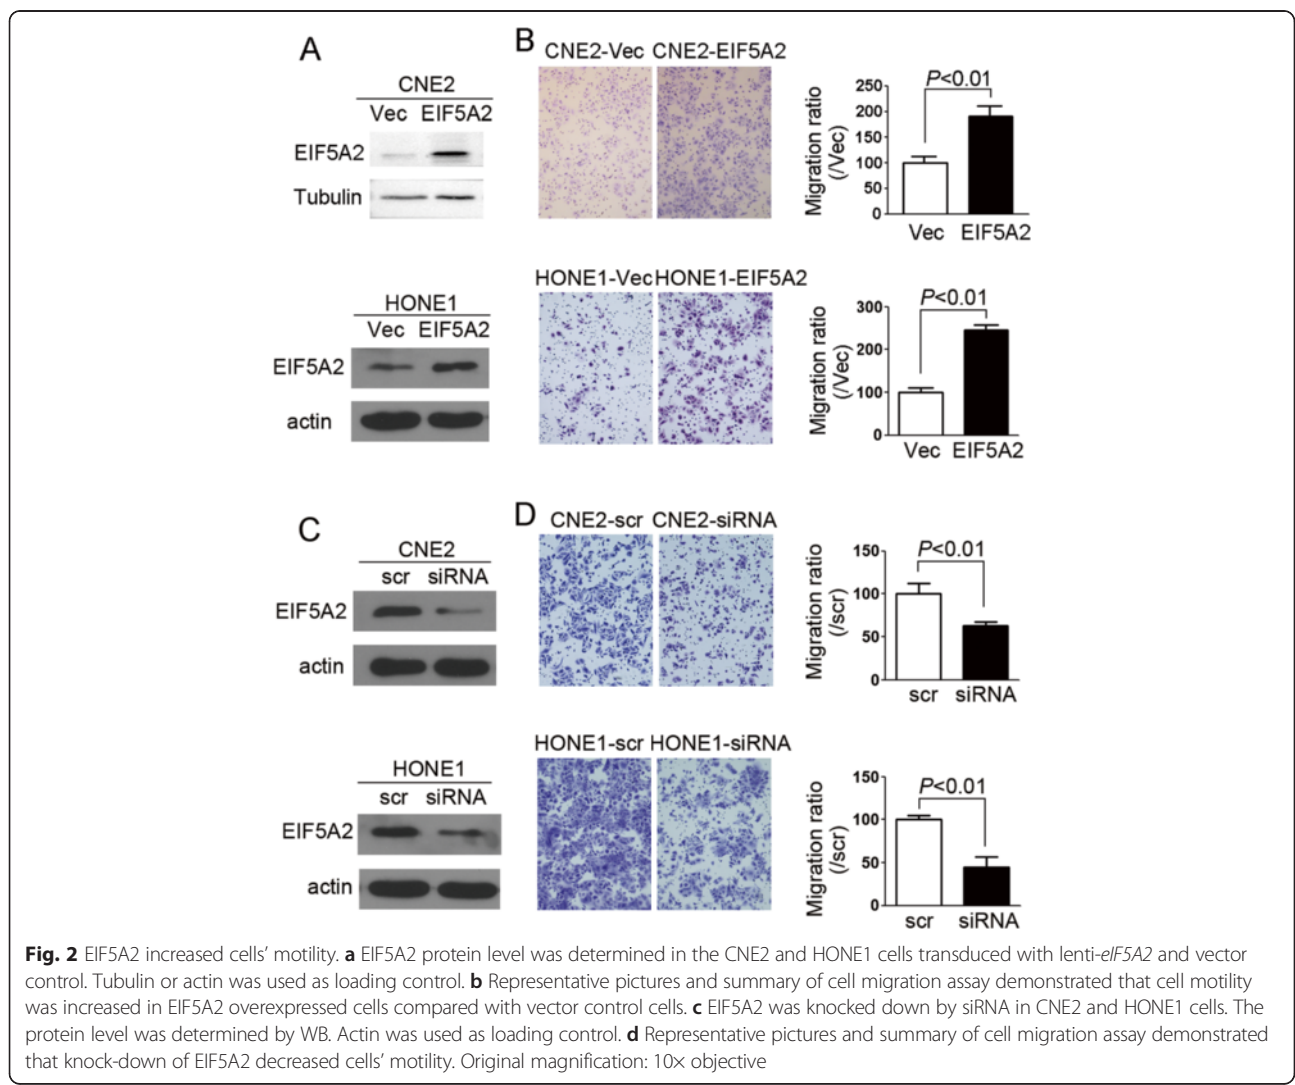 A
CNE2
Vec EIF5A2
EIF5A2
Tubulin
HONE1
Vec EIF5A2
EIF5A2
actin
B
CNE2-Vec CNE2-EIF5A2
Migration ratio
(/Vec)
250
200
150
100
50
0
P<0.01
Vec EIF5A2
HONE1-Vec HONE1-EIF5A2
Migration ratio
(/Vec)
300
200
100
0
P<0.01
Vec EIF5A2
C
CNE2
scr siRNA
EIF5A2
actin
HONE1
scr siRNA
EIF5A2
actin
D
CNE2-scr CNE2-siRNA
Migration ratio
(/scr)
150
100
50
0
P<0.01
scr siRNA
HONE1-scr HONE1-siRNA
Migration ratio
(/scr)
150
100
50
0
P<0.01
scr siRNA
Fig. 2 EIF5A2 increased cells’ motility. a EIF5A2 protein level was determined in the CNE2 and HONE1 cells transduced with lenti-eIF5A2 and vector
control. Tubulin or actin was used as loading control. b Representative pictures and summary of cell migration assay demonstrated that cell motility
was increased in EIF5A2 overexpressed cells compared with vector control cells. c EIF5A2 was knocked down by siRNA in CNE2 and HONE1 cells. The
protein level was determined by WB. Actin was used as loading control. d Representative pictures and summary of cell migration assay demonstrated
that knock-down of EIF5A2 decreased cells’ motility. Original magnification: 10× objective